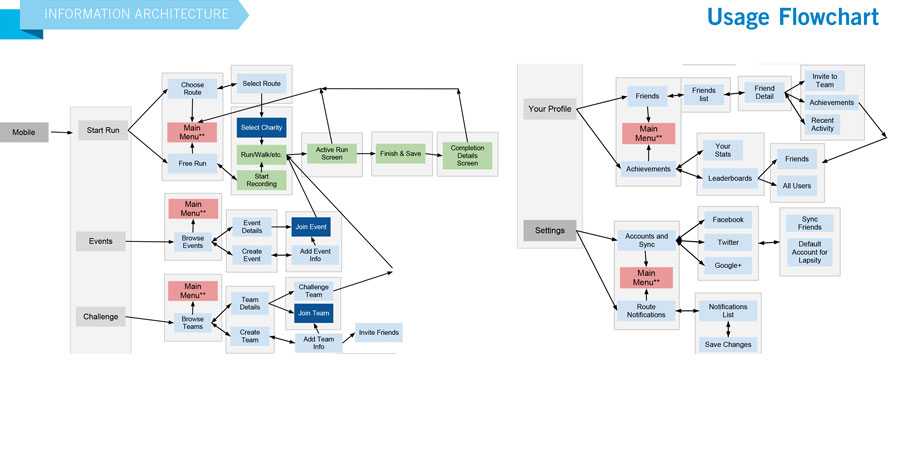 INFORMATION ARCHITECTURE
Usage Flowchart
Mobile
Start Run
Choose
Route
Main
Menu**
Free Run
Select Route
Select Charity
Run/Walk/etc.
Start
Recording
Active Run
Screen
Finish & Save
Completion
Details
Screen
Events
Main
Menu**
Browse
Events
Event
Details
Create
Event
Join Event
Add Event
Info
Challenge
Main
Menu**
Browse
Teams
Team
Details
Create
Team
Challenge
Team
Join Team
Add Team
Info
Invite Friends
Your Profile
Friends
Main
Menu**
Achievements
Friends
list
Friend
Detail
Invite to
Team
Achievements
Recent
Activity
Your
Stats
Leaderboards
Friends
All Users
Settings
Accounts and
Sync
Main
Menu**
Route
Notifications
Facebook
Twitter
Google+
Sync
Friends
Default
Account for
Lapsity
Notifications
List
Save Changes